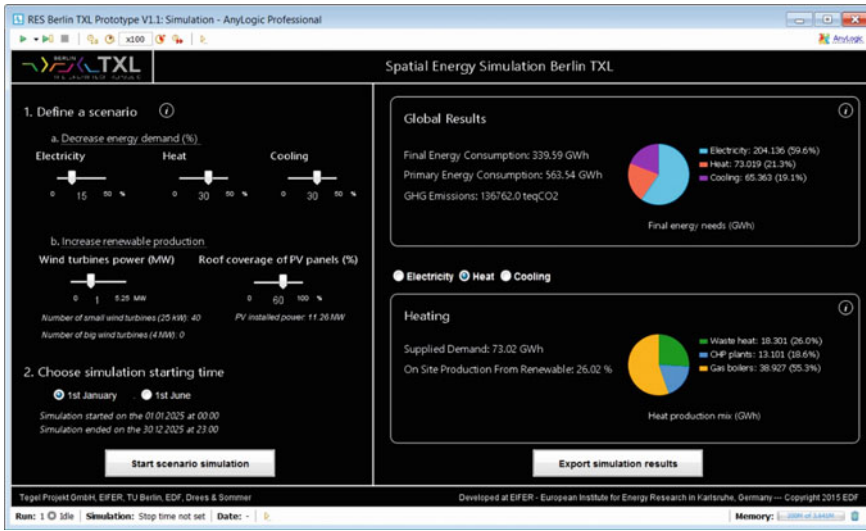 RES Berlin TXL Prototype V1.1: Simulation - AnyLogic Professional
x100
AnyLogic
BERLIN
TXL
Spatial Energy Simulation Berlin TXL
1. Define a scenario
a. Decrease energy demand (%)
Electricity Heat Cooling
0 15 50 % 0 30 50 % 0 30 50 %
b. Increase renewable production
Wind turbines power (MW) Roof coverage of PV panels (%)
0 1 5.25 MW 0 60 100 %
Number of small wind turbines (25 kW): 40 PV installed power: 11.26 MW
Number of big wind turbines (4 MW): 0
2. Choose simulation starting time
1st January 1st June
Simulation started on the 01 01 2025 at 00:00
Simulation ended on the 30 12 2025 at 23:00
Start scenario simulation
Global Results
Final Energy Consumption: 339.59 GWh
Primary Energy Consumption: 563.54 GWh
GHG Emissions: 136762.0 teqCO2
Electricity: 204.136 (59.6%)
Heat: 73.019 (21.3%)
Cooling: 65.363 (19.1%)
Final energy needs (GWh)
Electricity Heat Cooling
Heating
Supplied Demand: 73.02 GWh
On Site Production From Renewable: 26.02 %
Waste heat: 18.301 (26.0%)
CHP plants: 13.101 (18.6%)
Gas boilers: 38.927 (55.3%)
Heat production mix (GWh)
Export simulation results
Tegel Projekt GmbH, EIFER, TU Berlin, EDF, Drees & Sommer
Developed at EIFER - European Institute for Energy Research in Karlsruhe, Germany --- Copyright 2015 EDF
Run: 1 Idle Simulation: Stop time not set Date: -
Memory: